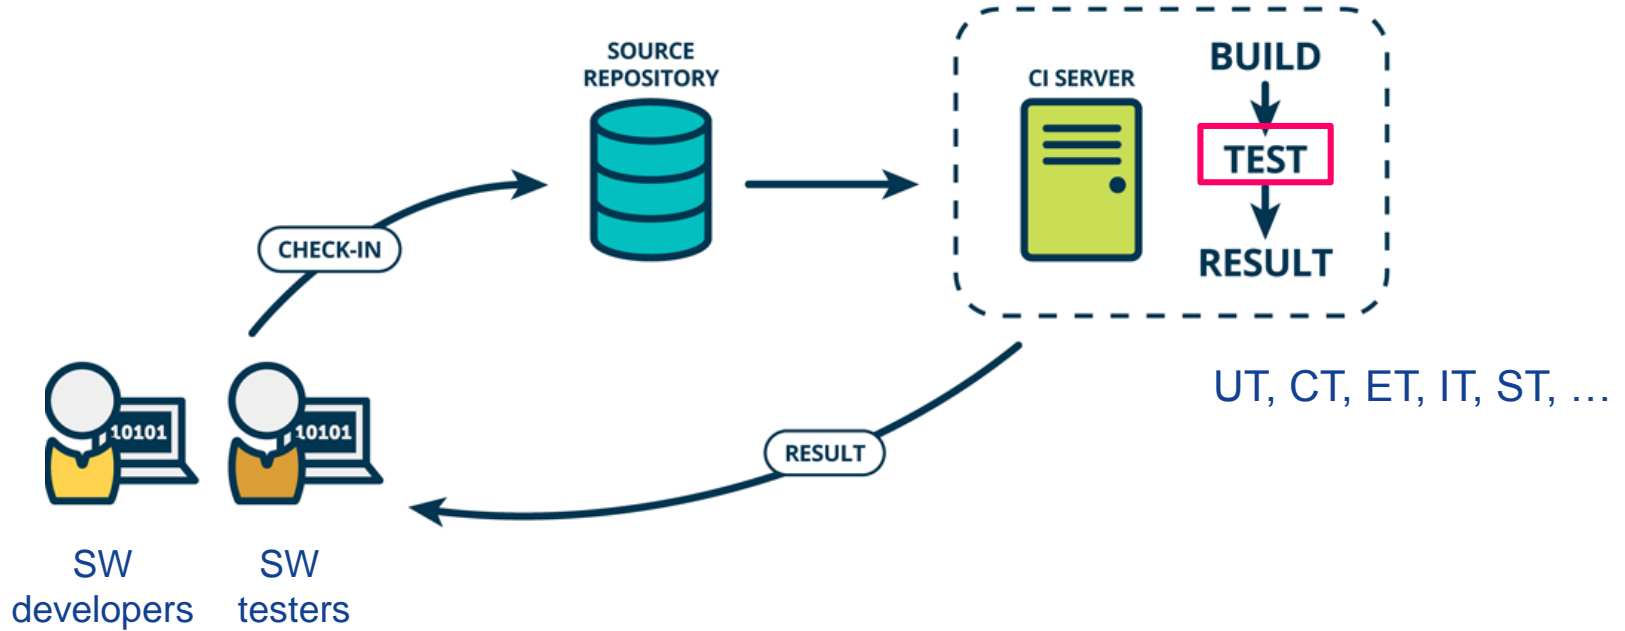 SOURCE
REPOSITORY
CI SERVER
BUILD
TEST
RESULT
CHECK-IN
UT, CT, ET, IT, ST, …
RESULT
10101
10101
SW
developers
SW
testers